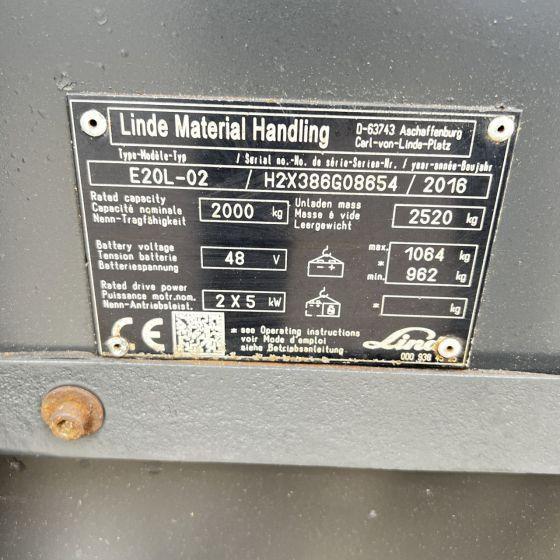 Linde Material Handling
D-63743 Aschaffenburg
Carl-von-Linde-Platz
Type-Modèle-Typ / Serial no.-No. de série-Serien-Nr. / year-année-Baujahr
E20L-02 / H2X386G08654 / 2016
Rated capacity
Capacité nominale
Nenn-Tragfähigkeit
2000 kg
Unladen mass
Masse à vide
Leergewicht
2520 kg
Battery voltage
Tension batterie
Batteriespannung
48 V
- +
max. 1064 kg
*
min. 962 kg
Rated drive power
Puissance motr.nom.
Nenn-Antriebsleist.
2 X 5 kW
- +
* kg
CE
* see Operating instructions
voir Mode d'emploi
siehe Betriebsanleitung
Linde
000 938